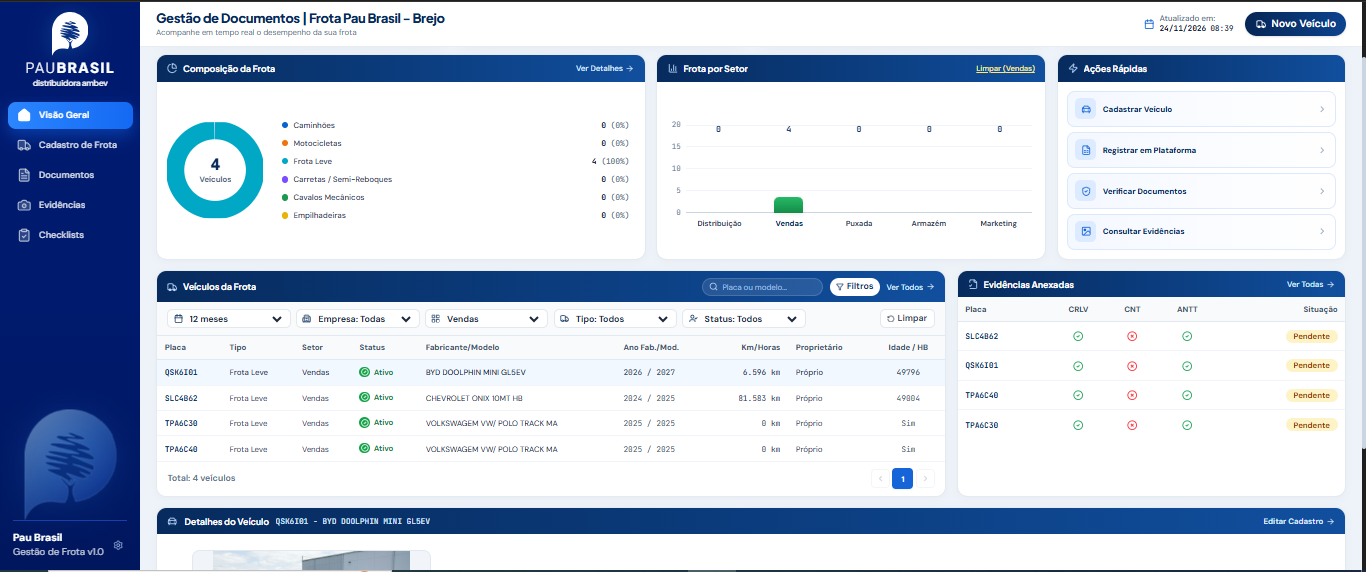 PAUBRASIL
distribuidora ambev
Visão Geral
Cadastro de Frota
Documentos
Evidências
Checklists
Pau Brasil
Gestão de Frota v1.0
Gestão de Documentos | Frota Pau Brasil - Brejo
Acompanhe em tempo real o desempenho da sua frota
Atualizado em:
24/11/2026 08:39
Novo Veículo
Composição da Frota
Ver Detalhes →
4
Veículos
Caminhões 0 (0%)
Motocicletas 0 (0%)
Frota Leve 4 (100%)
Carretas / Semi-Reboques 0 (0%)
Cavalos Mecânicos 0 (0%)
Empilhadeiras 0 (0%)
Frota por Setor
Limpar (Vendas)
20
15
10
5
0
0 4 0 0 0
Distribuição Vendas Puxada Armazém Marketing
Ações Rápidas
Cadastrar Veículo
Registrar em Plataforma
Verificar Documentos
Consultar Evidências
Veículos da Frota
Placa ou modelo...
Filtros
Ver Todos →
12 meses
Empresa: Todas
Vendas
Tipo: Todos
Status: Todos
Limpar
Placa Tipo Setor Status Fabricante/Modelo Ano Fab./Mod. Km/Horas Proprietário Idade / HB
QSK6I01 Frota Leve Vendas Ativo BYD DOOLPHIN MINI GL5EV 2026 / 2027 6.596 km Próprio 49796
SLC4B62 Frota Leve Vendas Ativo CHEVROLET ONIX 10MT HB 2024 / 2025 81.583 km Próprio 49004
TPA6C30 Frota Leve Vendas Ativo VOLKSWAGEM VW/ POLO TRACK MA 2025 / 2025 0 km Próprio Sim
TPA6C40 Frota Leve Vendas Ativo VOLKSWAGEM VW/ POLO TRACK MA 2025 / 2025 0 km Próprio Sim
Total: 4 veículos
1
Evidências Anexadas
Ver Todas →
Placa CRLV CNT ANTT Situação
SLC4B62 Pendente
QSK6I01 Pendente
TPA6C40 Pendente
TPA6C30 Pendente
Detalhes do Veículo QSK6I01 - BYD DOOLPHIN MINI GL5EV
Editar Cadastro →